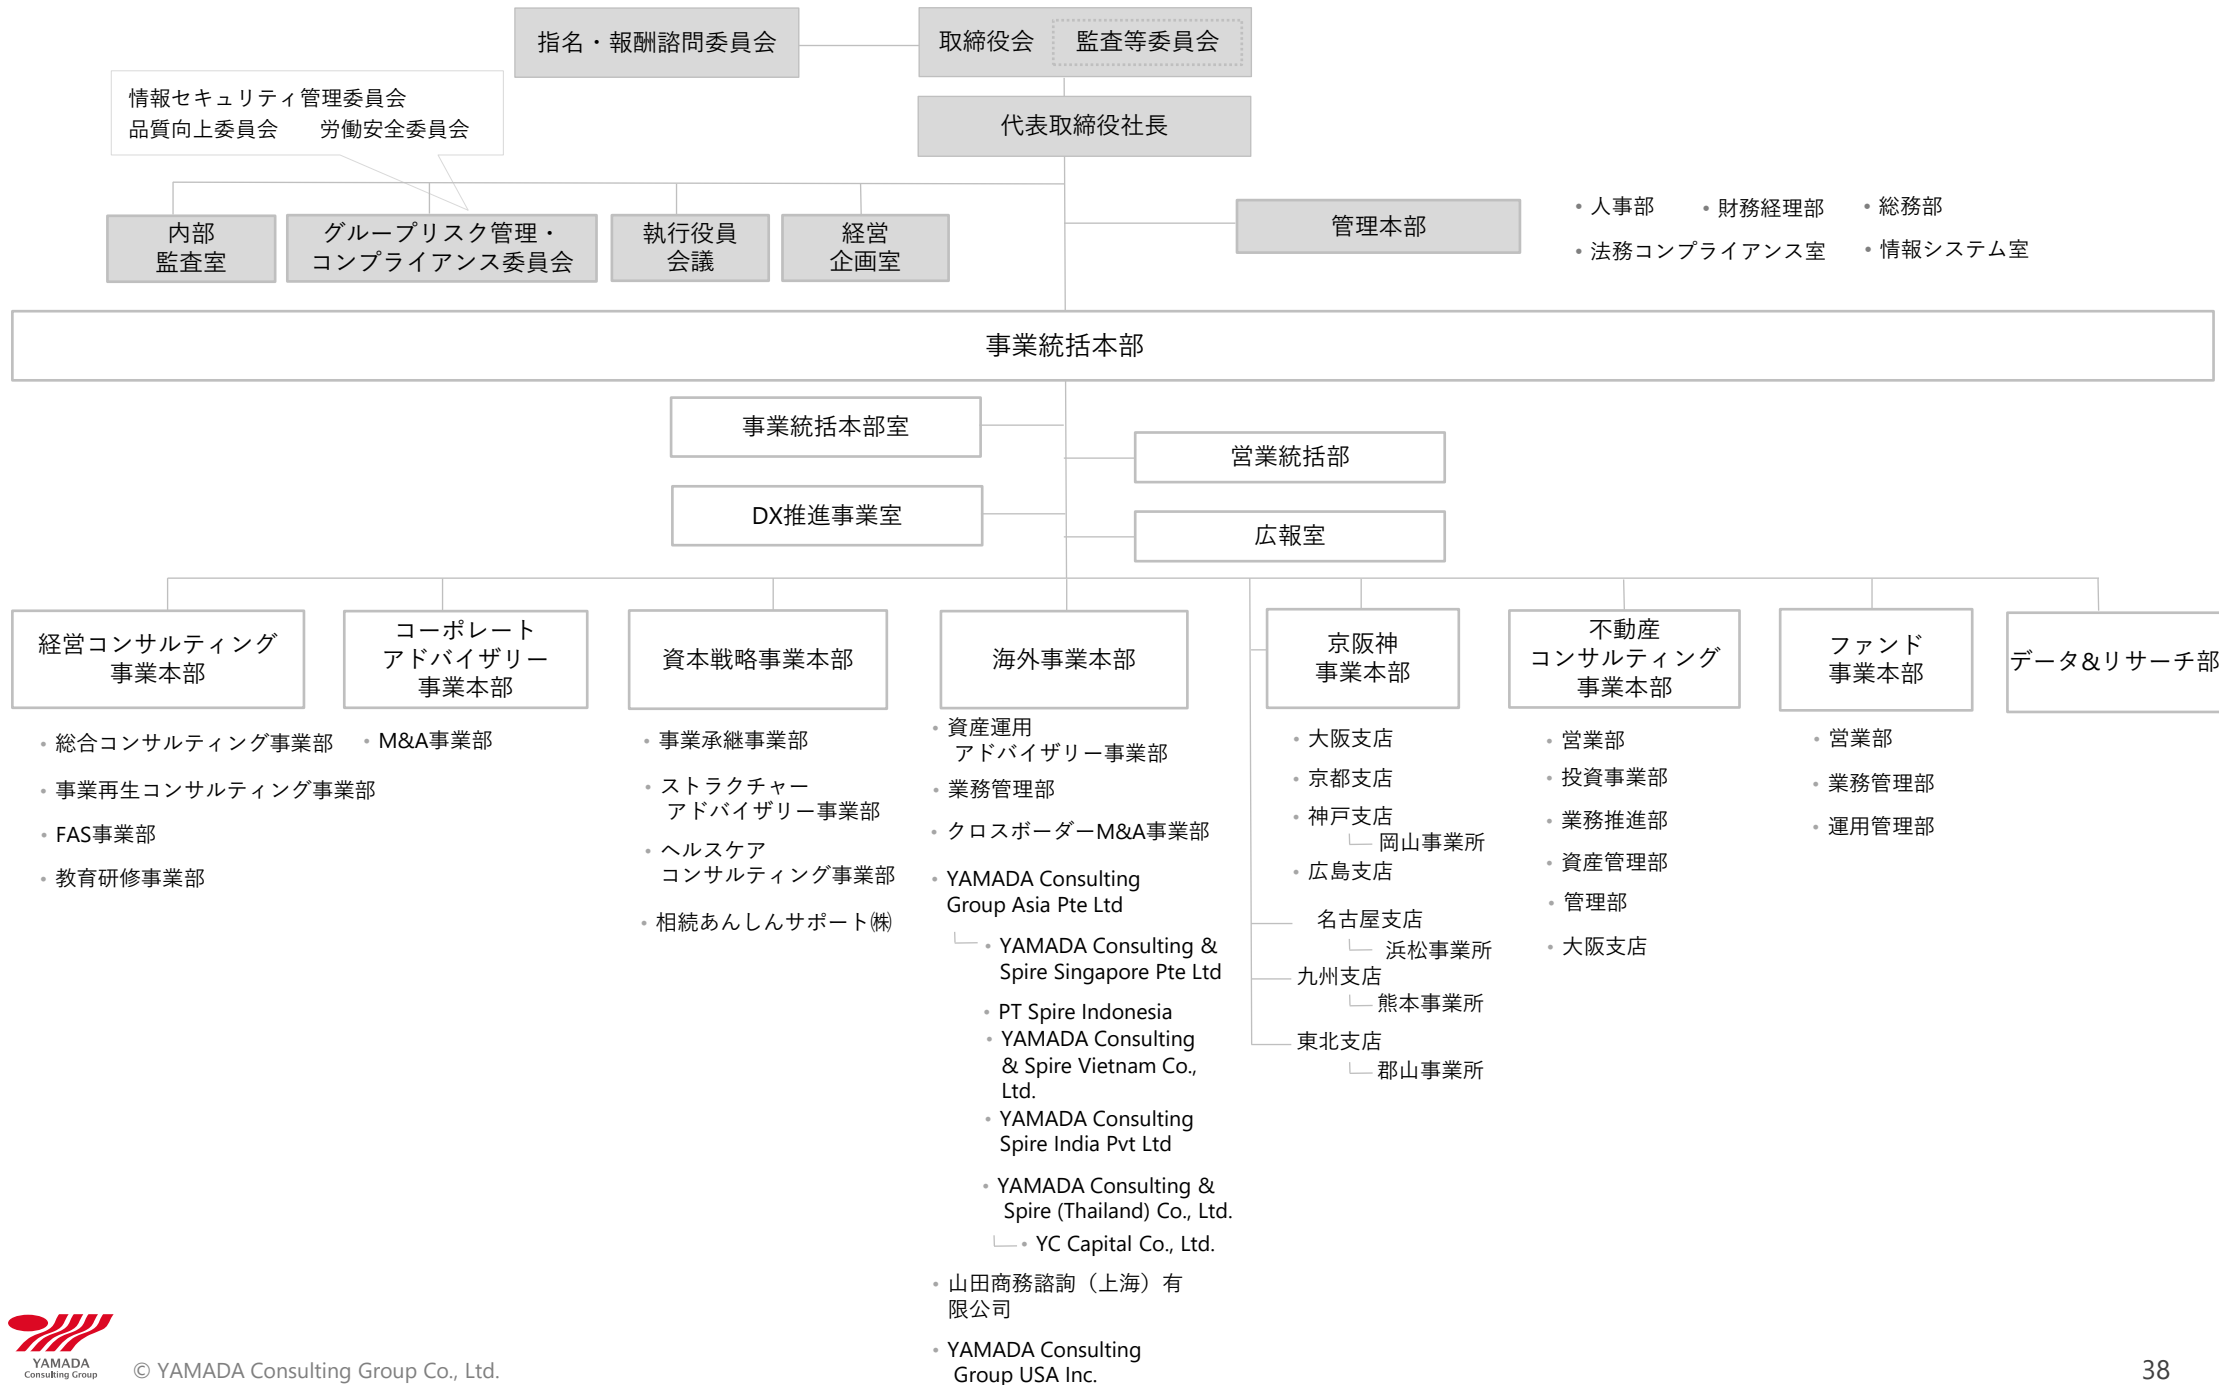 指名・報酬諮問委員会
取締役会 監査等委員会
情報セキュリティ管理委員会
品質向上委員会 労働安全委員会
代表取締役社長
内部
監査室
グループリスク管理・
コンプライアンス委員会
執行役員
会議
経営
企画室
管理本部
・人事部 ・財務経理部 ・総務部
・法務コンプライアンス室 ・情報システム室
事業統括本部
事業統括本部室
営業統括部
DX推進事業室
広報室
経営コンサルティング
事業本部
・総合コンサルティング事業部
・事業再生コンサルティング事業部
・FAS事業部
・教育研修事業部
コーポレート
アドバイザリー
事業本部
・M&A事業部
資本戦略事業本部
・事業承継事業部
・ストラクチャー
アドバイザリー事業部
・ヘルスケア
コンサルティング事業部
・相続あんしんサポート㈱
海外事業本部
・資産運用
アドバイザリー事業部
・業務管理部
・クロスボーダーM&A事業部
・YAMADA Consulting
Group Asia Pte Ltd
・YAMADA Consulting &
Spire Singapore Pte Ltd
・PT Spire Indonesia
・YAMADA Consulting
& Spire Vietnam Co.,
Ltd.
・YAMADA Consulting
Spire India Pvt Ltd
・YAMADA Consulting &
Spire (Thailand) Co., Ltd.
・YC Capital Co., Ltd.
・山田商務諮詢（上海）有
限公司
・YAMADA Consulting
Group USA Inc.
京阪神
事業本部
・大阪支店
・京都支店
・神戸支店
岡山事業所
・広島支店
名古屋支店
浜松事業所
九州支店
熊本事業所
東北支店
郡山事業所
不動産
コンサルティング
事業本部
・営業部
・投資事業部
・業務推進部
・資産管理部
・管理部
・大阪支店
ファンド
事業本部
・営業部
・業務管理部
・運用管理部
データ&リサーチ部
YAMADA
Consulting Group
© YAMADA Consulting Group Co., Ltd.
38